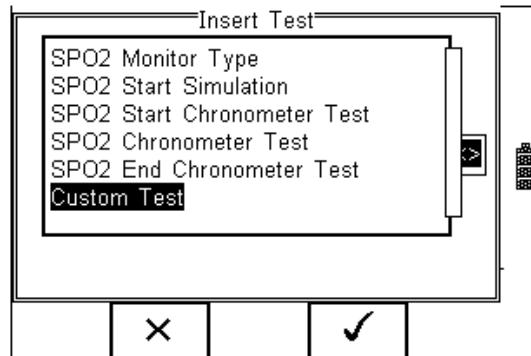 Insert Test
SPO2 Monitor Type
SPO2 Start Simulation
SPO2 Start Chronometer Test
SPO2 Chronometer Test
SPO2 End Chronometer Test
Custom Test